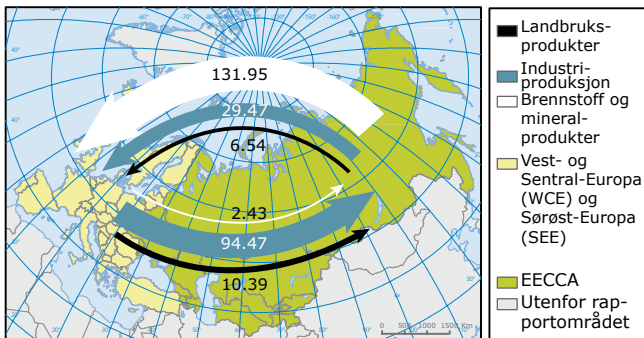 131.95
29.47
6.54
2.43
94.47
10.39
0 500 1000 1500 Km
Landbruks-
produkter
Industri-
produksjon
Brennstoff og
mineral-
produkter
Vest- og
Sentral-Europa
(WCE) og
Sørøst-Europa
(SEE)
EECCA
Utenfor rap-
portområdet